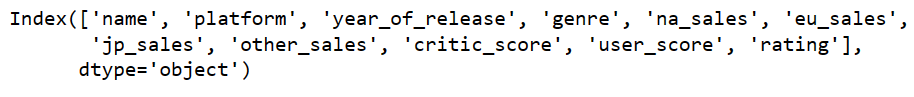 Index(['name', 'platform', 'year_of_release', 'genre', 'na_sales', 'eu_sales',
'jp_sales', 'other_sales', 'critic_score', 'user_score', 'rating'],
dtype='object')